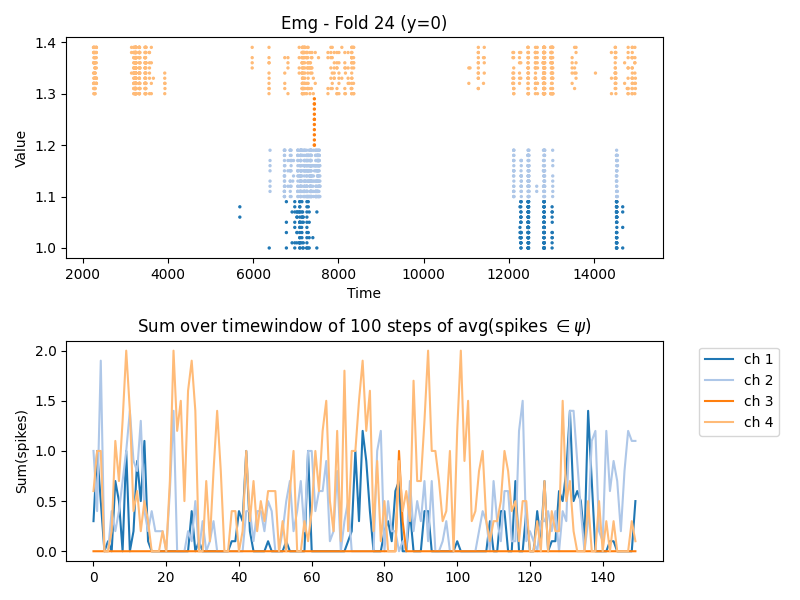 Emg - Fold 24 (y=0)
1.4
1.3
1.2
1.1
1.0
Value
2000 4000 6000 8000 10000 12000 14000
Time
Sum over timewindow of 100 steps of avg(spikes ∈ ψ)
2.0
1.5
1.0
0.5
0.0
Sum(spikes)
0 20 40 60 80 100 120 140
ch 1
ch 2
ch 3
ch 4